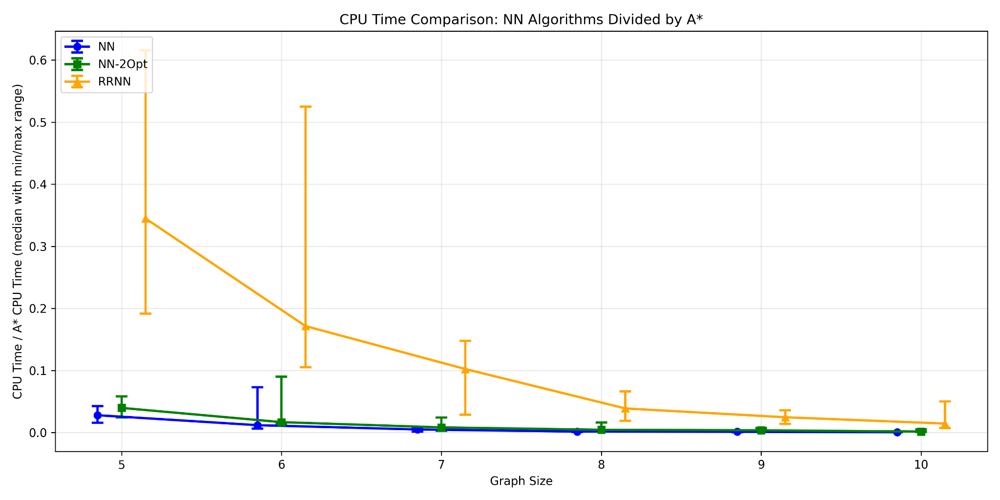 CPU Time Comparison: NN Algorithms Divided by A*
NN
NN-2Opt
RRNN
CPU Time / A* CPU Time (median with min/max range)
0.6
0.5
0.4
0.3
0.2
0.1
0.0
5 6 7 8 9 10
Graph Size